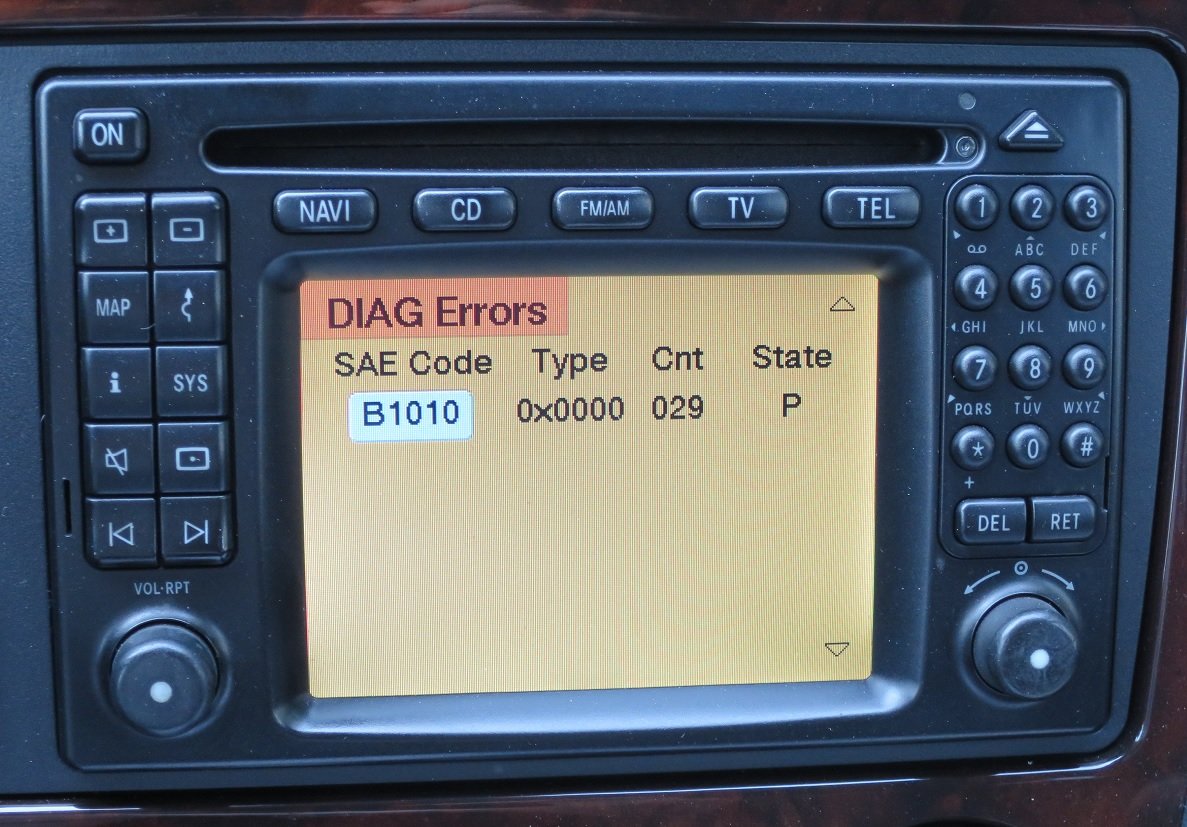 ON
NAVI CD FM/AM TV TEL
MAP
i SYS
VOL·RPT
DIAG Errors
SAE Code Type Cnt State
B1010 0x0000 029 P
1 2 3
ABC DEF
4 5 6
GHI JKL MNO
7 8 9
PQRS TUV WXYZ
* 0 #
+
DEL RET